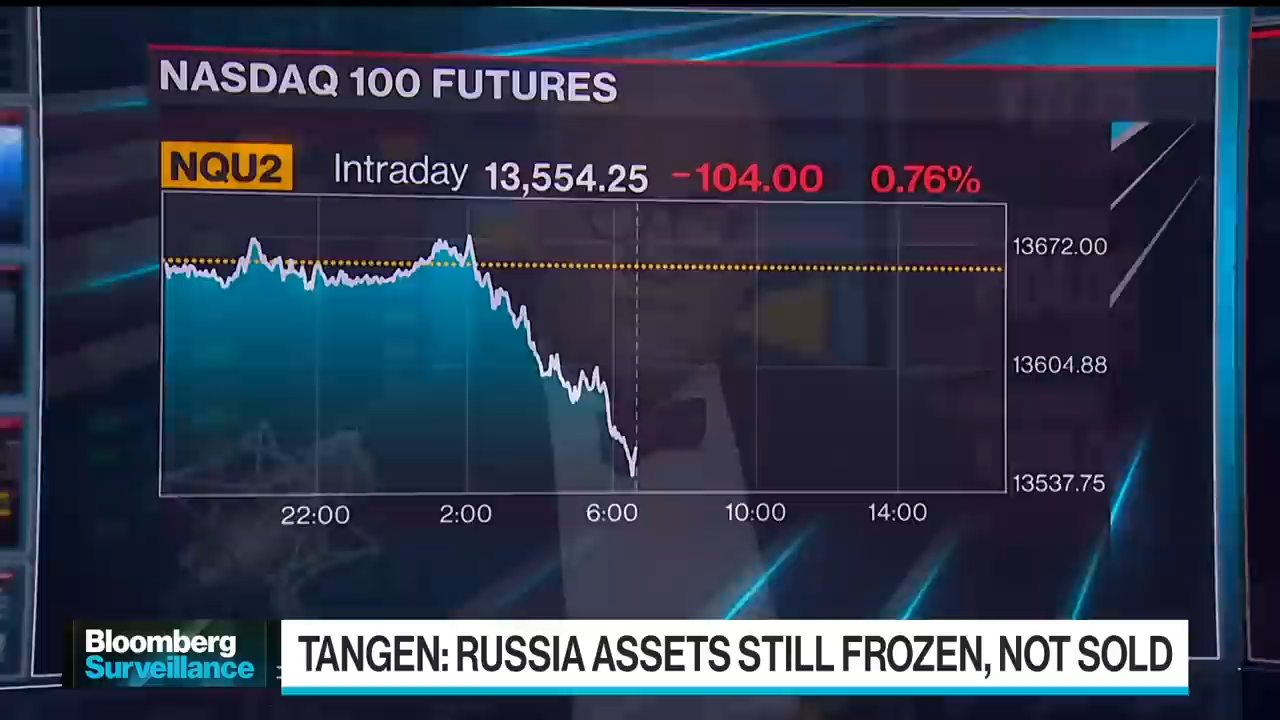 NASDAQ 100 FUTURES
NQU2 Intraday 13,554.25 -104.00 0.76%
13672.00
13604.88
13537.75
22:00 2:00 6:00 10:00 14:00
Bloomberg
Surveillance
TANGEN: RUSSIA ASSETS STILL FROZEN, NOT SOLD